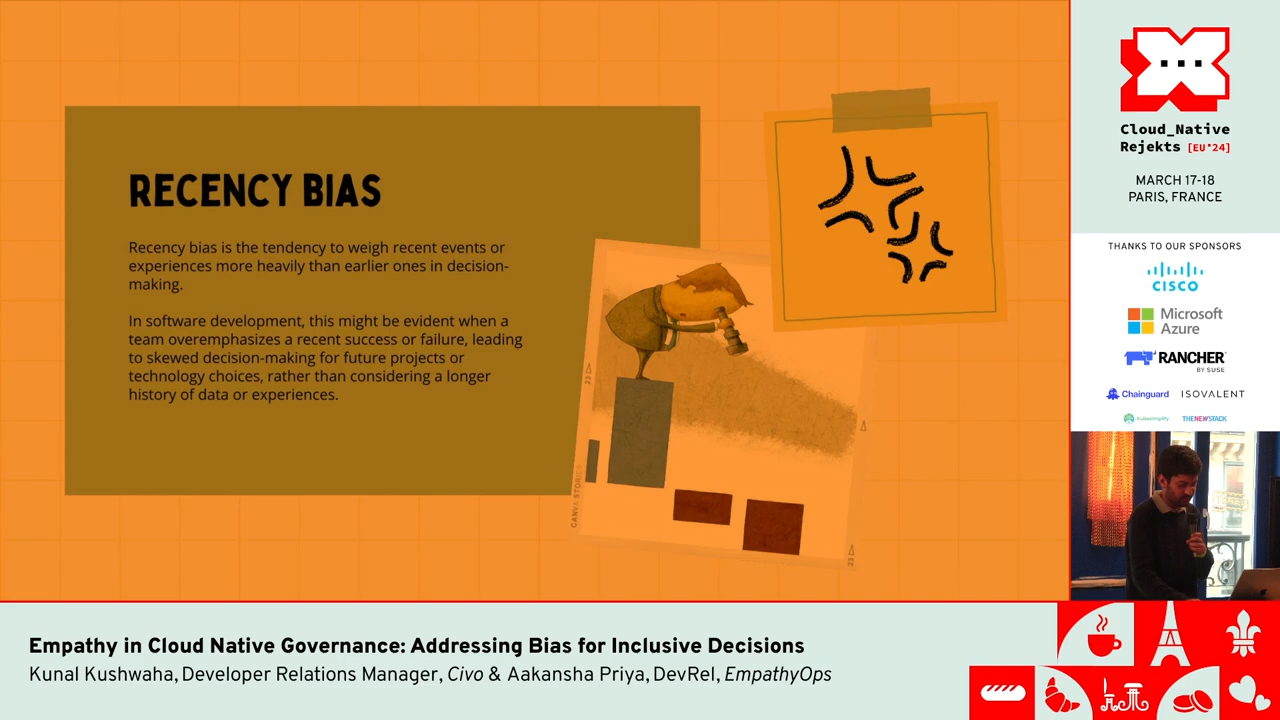 RECENCY BIAS
Recency bias is the tendency to weigh recent events or
experiences more heavily than earlier ones in decision-
making.
In software development, this might be evident when a
team overemphasizes a recent success or failure, leading
to skewed decision-making for future projects or
technology choices, rather than considering a longer
history of data or experiences.
23
CANVA STORIES
23
Cloud_Native
Rejekts [EU'24]
MARCH 17-18
PARIS, FRANCE
THANKS TO OUR SPONSORS
CISCO
Microsoft
Azure
RANCHER
BY SUSE
Chainguard
ISOVALENT
Kubesimplify
THENEWSTACK
Empathy in Cloud Native Governance: Addressing Bias for Inclusive Decisions
Kunal Kushwaha, Developer Relations Manager, Civo & Aakansha Priya, DevRel, EmpathyOps